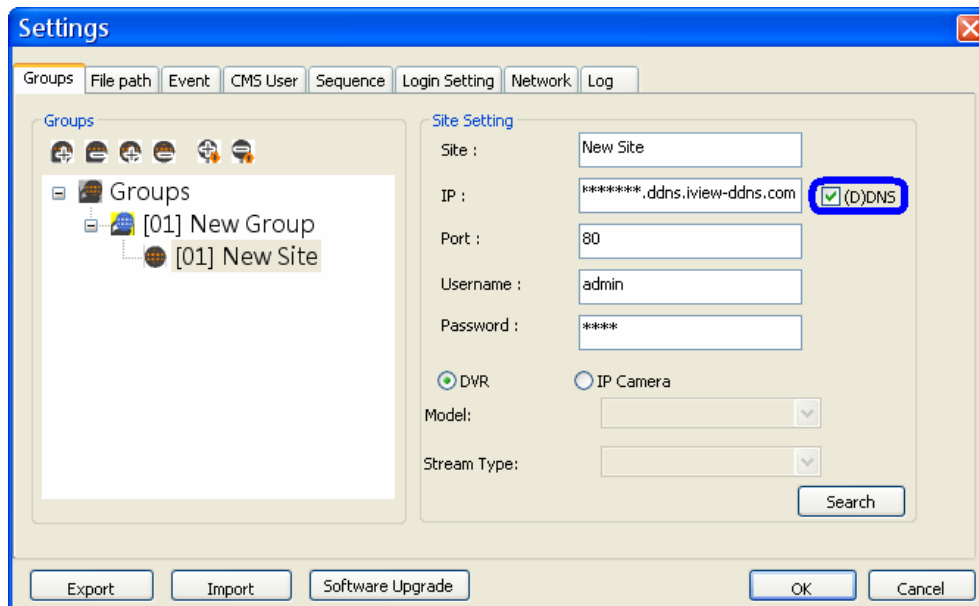 Settings
Groups File path Event CMS User Sequence Login Setting Network Log
Groups
Groups
[01] New Group
[01] New Site
Site Setting
Site : New Site
IP : *******.ddns.iview-ddns.com (D)DNS
Port : 80
Username : admin
Password : ****
DVR IP Camera
Model:
Stream Type:
Search
Export Import Software Upgrade OK Cancel